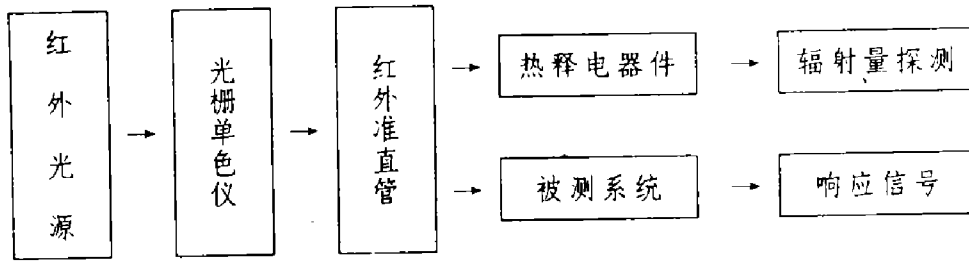 红外光源
光栅单色仪
红外准直管
热释电器件
辐射量探测
被测系统
响应信号